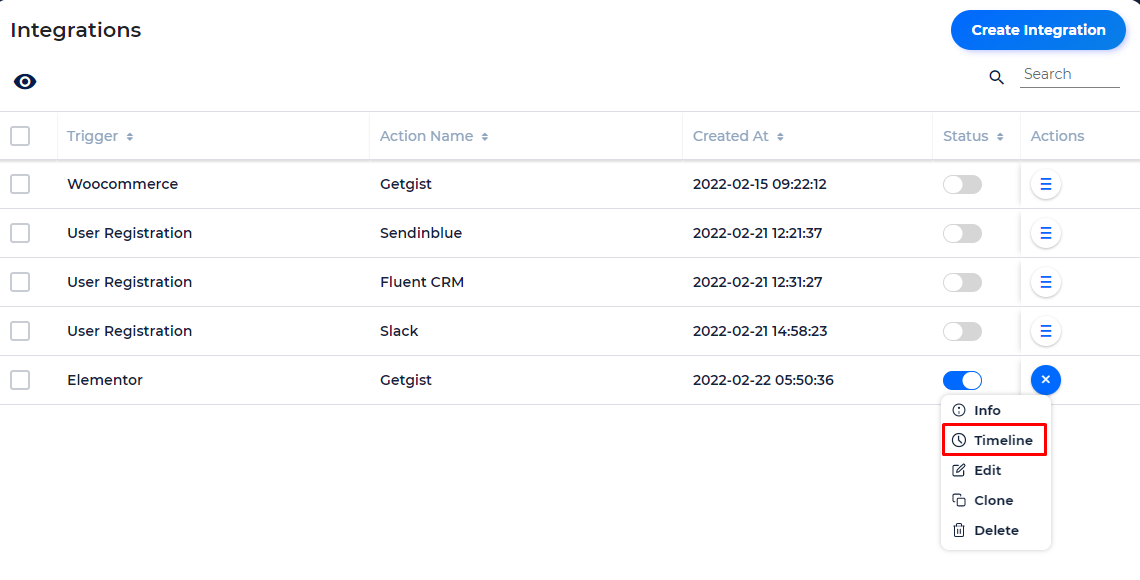 Integrations
Create Integration
Search
Trigger Action Name Created At Status Actions
Woocommerce Getgist 2022-02-15 09:22:12
User Registration Sendinblue 2022-02-21 12:21:37
User Registration Fluent CRM 2022-02-21 12:31:27
User Registration Slack 2022-02-21 14:58:23
Elementor Getgist 2022-02-22 05:50:36
Info
Timeline
Edit
Clone
Delete